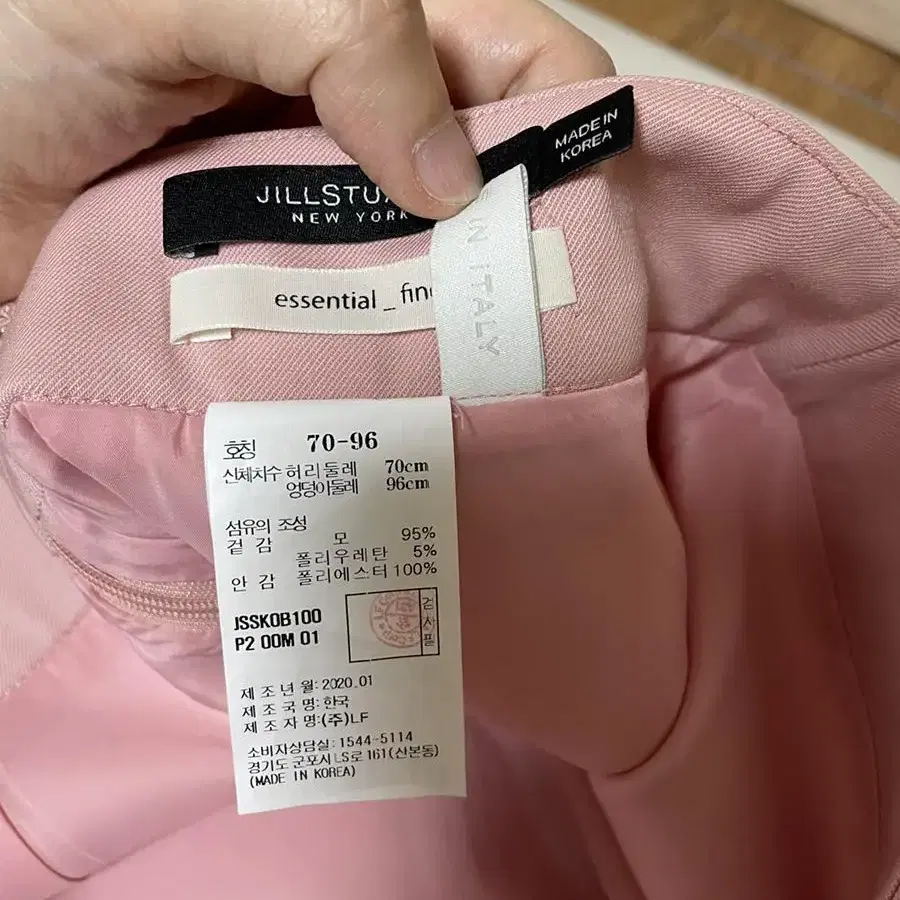 JILLSTU
NEW YORK
MADE IN
KOREA
essential _ fin
IN ITALY
호칭 70-96
신체치수 허리둘레 70cm
엉덩이둘레 96cm
섬유의 조성
겉 감 모 95%
폴리우레탄 5%
안 감 폴리에스터 100%
JSSK0B100
P2 00M 01
검사필
제 조 년 월: 2020.01
제 조 국 명: 한국
제 조 자 명: (주)LF
소비자상담실: 1544-5114
경기도 군포시 LS로 161(산본동)
(MADE IN KOREA)